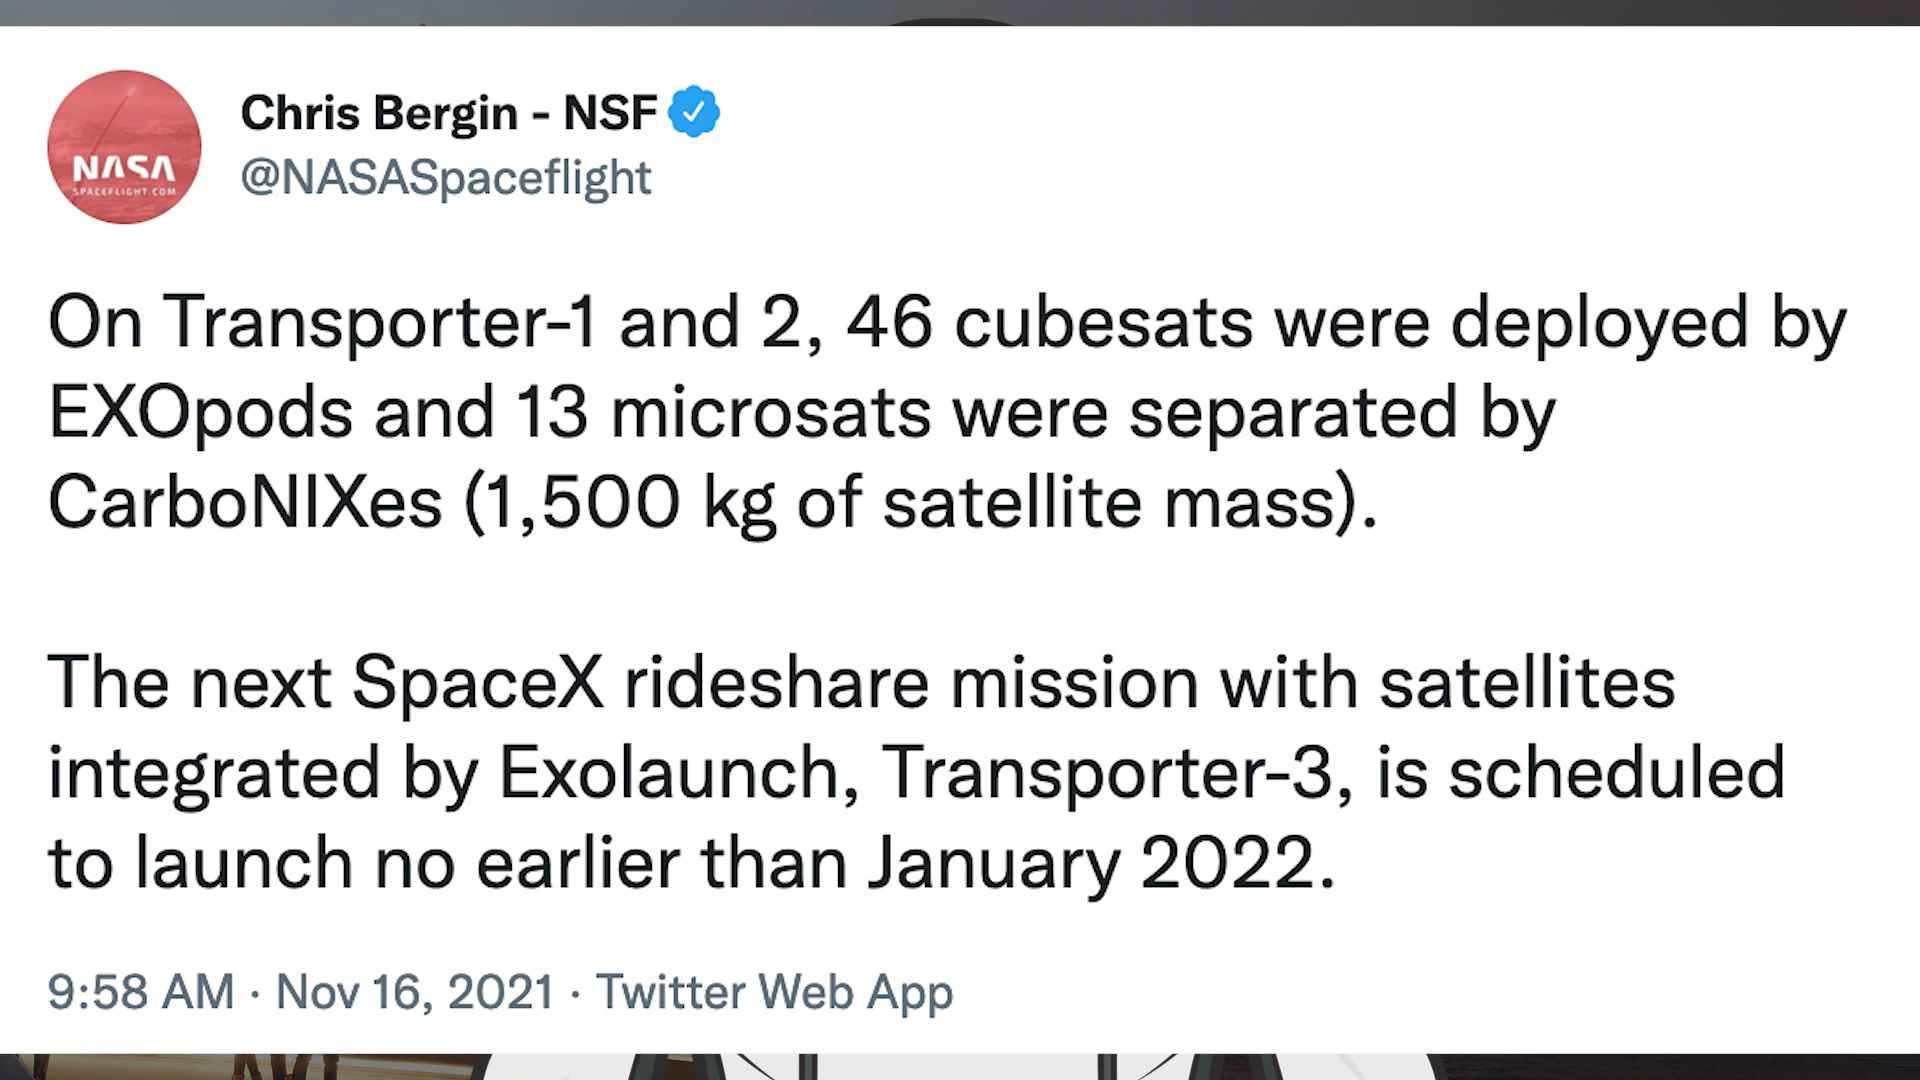 Chris Bergin - NSF
@NASASpaceflight
NASA
SPACEFLIGHT.COM
On Transporter-1 and 2, 46 cubesats were deployed by
EXOpods and 13 microsats were separated by
CarboNIXes (1,500 kg of satellite mass).
The next SpaceX rideshare mission with satellites
integrated by Exolaunch, Transporter-3, is scheduled
to launch no earlier than January 2022.
9:58 AM · Nov 16, 2021 · Twitter Web App